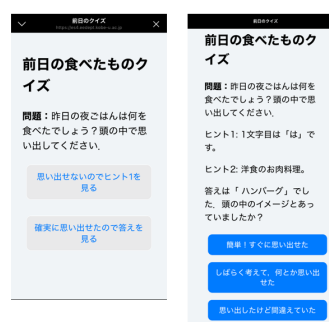 前日のクイズ
前日の食べたものク
イズ
問題：昨日の夜ごはんは何を
食べたでしょう？頭の中で思
い出してください.
思い出せないのでヒント1を
見る
確実に思い出せたので答えを
見る
前日のクイズ
前日の食べたものク
イズ
問題：昨日の夜ごはんは何を
食べたでしょう？頭の中で思
い出してください.
ヒント1: 1文字目は「は」で
す。
ヒント2: 洋食のお肉料理。
答えは「 ハンバーグ」でし
た. 頭の中のイメージとあっ
ていましたか？
簡単！すぐに思い出せた
しばらく考えて、何とか思い出
せた
思い出したけど間違えていた